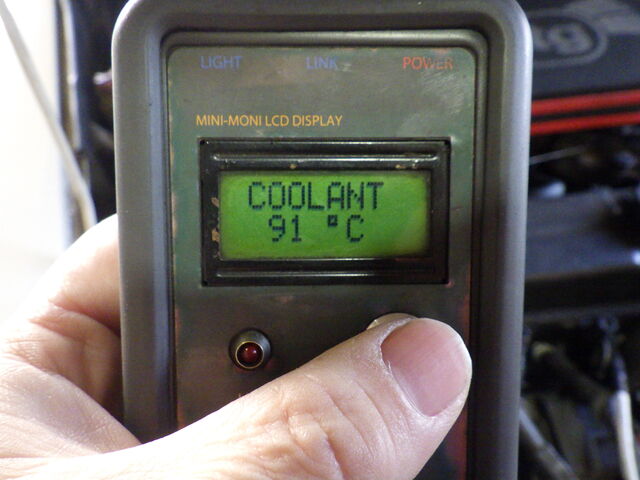 LIGHT LINK POWER
MINI-MONI LCD DISPLAY
COOLANT
91 °C